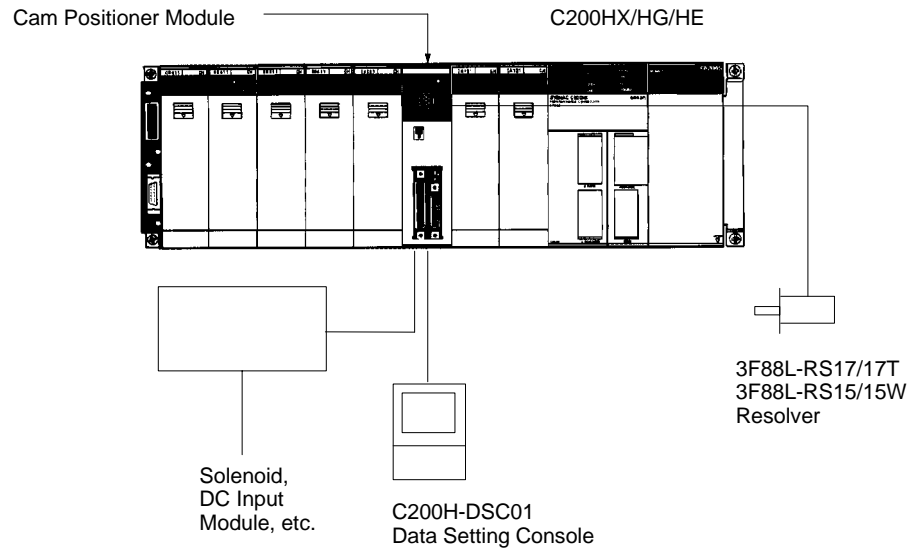 Cam Positioner Module
C200HX/HG/HE
3F88L-RS17/17T
3F88L-RS15/15W
Resolver
Solenoid,
DC Input
Module, etc.
C200H-DSC01
Data Setting Console